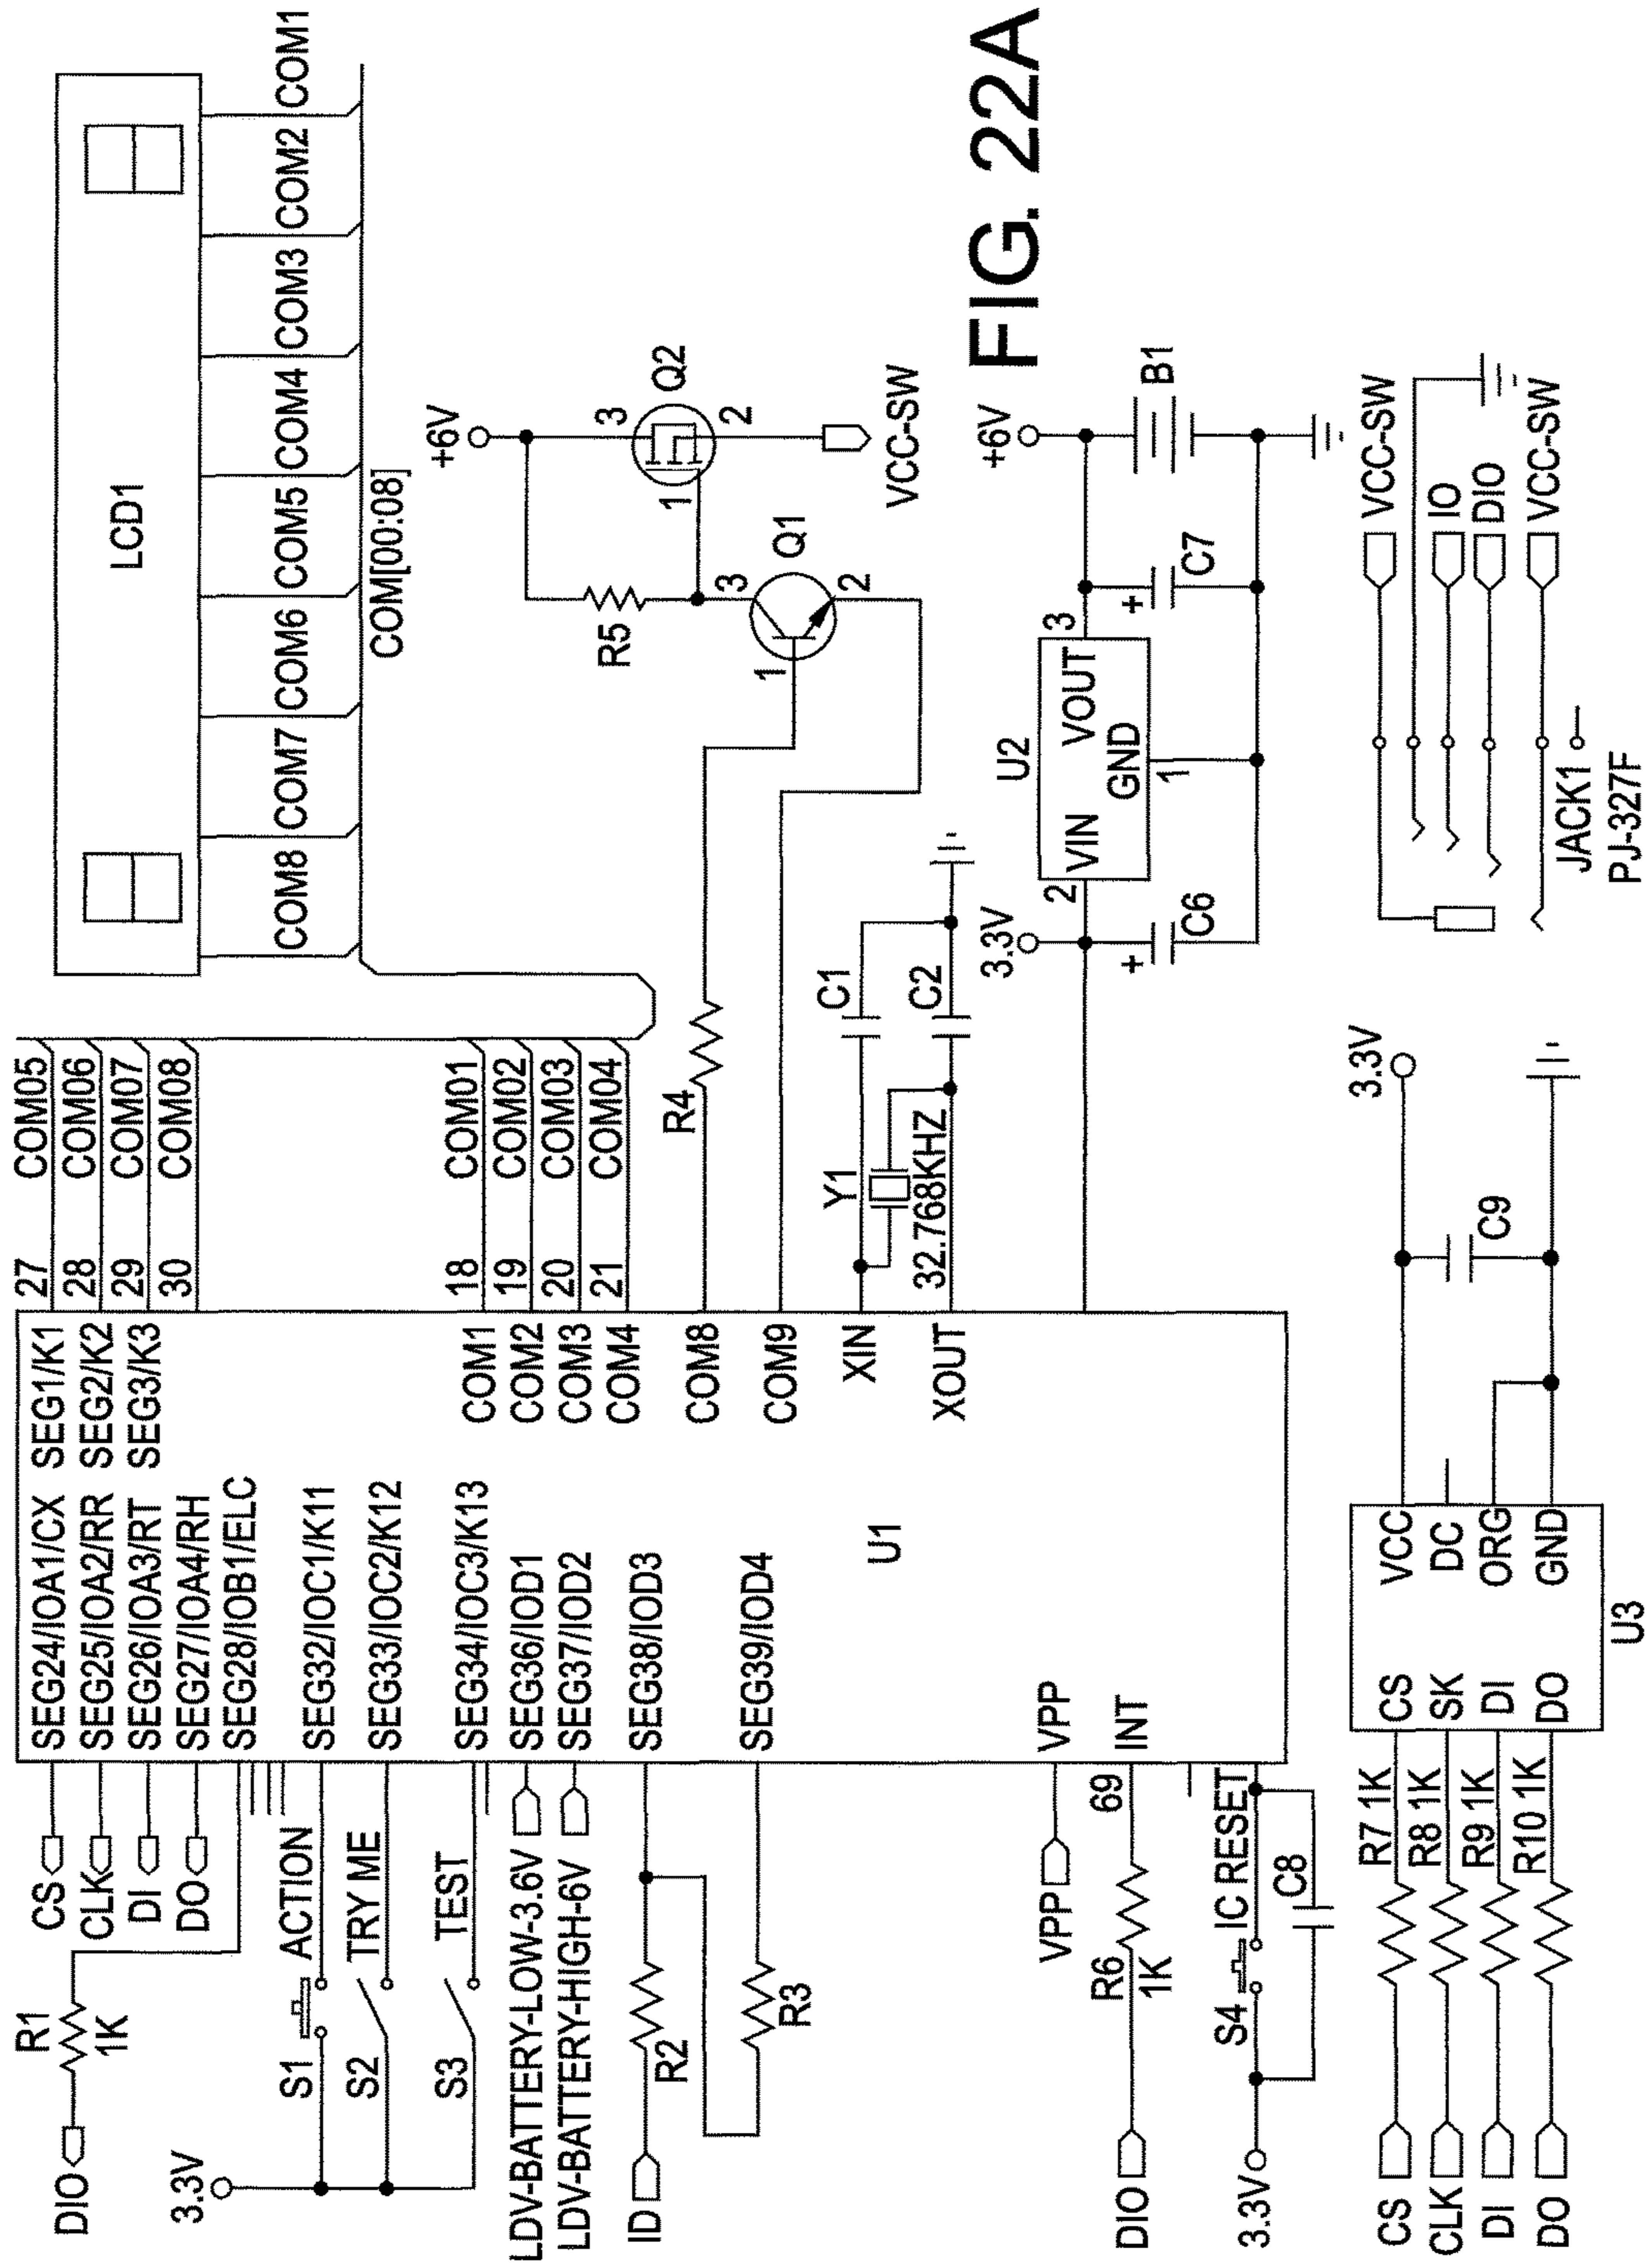 LCD1
COM8 COM7 COM6 COM5 COM4 COM3 COM2 COM1
COM[00:08]
27 COM05
28 COM06
29 COM07
30 COM08
18 COM01
19 COM02
20 COM03
21 COM04
SEG24/IOA1/CX SEG1/K1
SEG25/IOA2/RR SEG2/K2
SEG26/IOA3/RT SEG3/K3
SEG27/IOA4/RH
SEG28/IOB1/ELC
SEG32/IOC1/K11
SEG33/IOC2/K12
SEG34/IOC3/K13
SEG36/IOD1
SEG37/IOD2
SEG38/IOD3
SEG39/IOD4
COM1
COM2
COM3
COM4
COM8
COM9
XIN
XOUT
U1
VPP
INT
CS
CLK
DI
DO
R1
1K
DIO
3.3V
S1 ACTION
S2 TRY ME
S3 TEST
LDV-BATTERY-LOW-3.6V
LDV-BATTERY-HIGH-6V
ID
R2
R3
VPP
DIO
R6
1K
69
3.3V
S4 IC RESET
C8
R4
R5
+6V
3
Q2
1
2
VCC-SW
3
Q1
1
2
Y1
32.768KHZ
C1
C2
3.3V
2
U2
VIN VOUT
GND
1
3
C6
+
C7
+
+6V
B1
FIG. 22A
CS R7 1K
CLK R8 1K
DI R9 1K
DO R10 1K
CS VCC
SK DC
DI ORG
DO GND
U3
3.3V
C9
VCC-SW
IO
DIO
VCC-SW
JACK1
PJ-327F